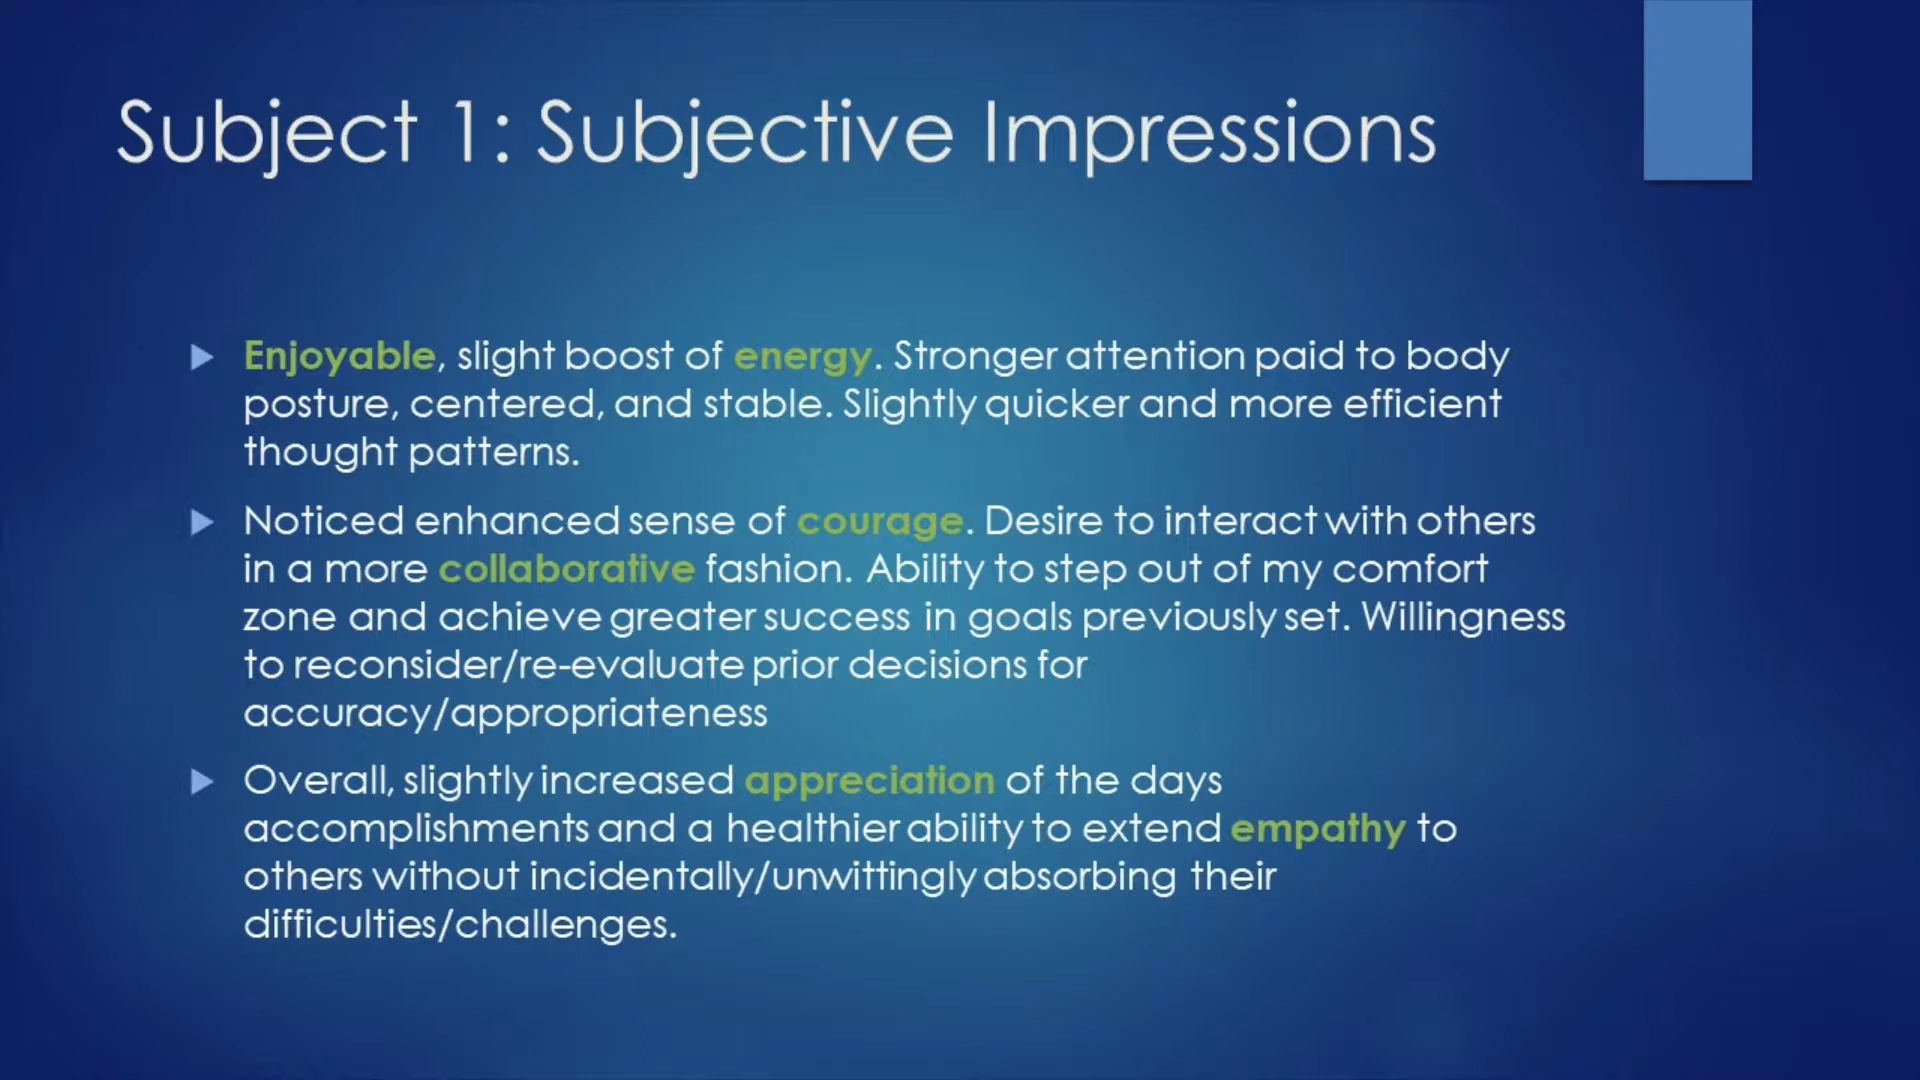 Subject 1: Subjective Impressions
Enjoyable, slight boost of energy. Stronger attention paid to body
posture, centered, and stable. Slightly quicker and more efficient
thought patterns.
Noticed enhanced sense of courage. Desire to interact with others
in a more collaborative fashion. Ability to step out of my comfort
zone and achieve greater success in goals previously set. Willingness
to reconsider/re-evaluate prior decisions for
accuracy/appropriateness
Overall, slightly increased appreciation of the days
accomplishments and a healthier ability to extend empathy to
others without incidentally/unwittingly absorbing their
difficulties/challenges.